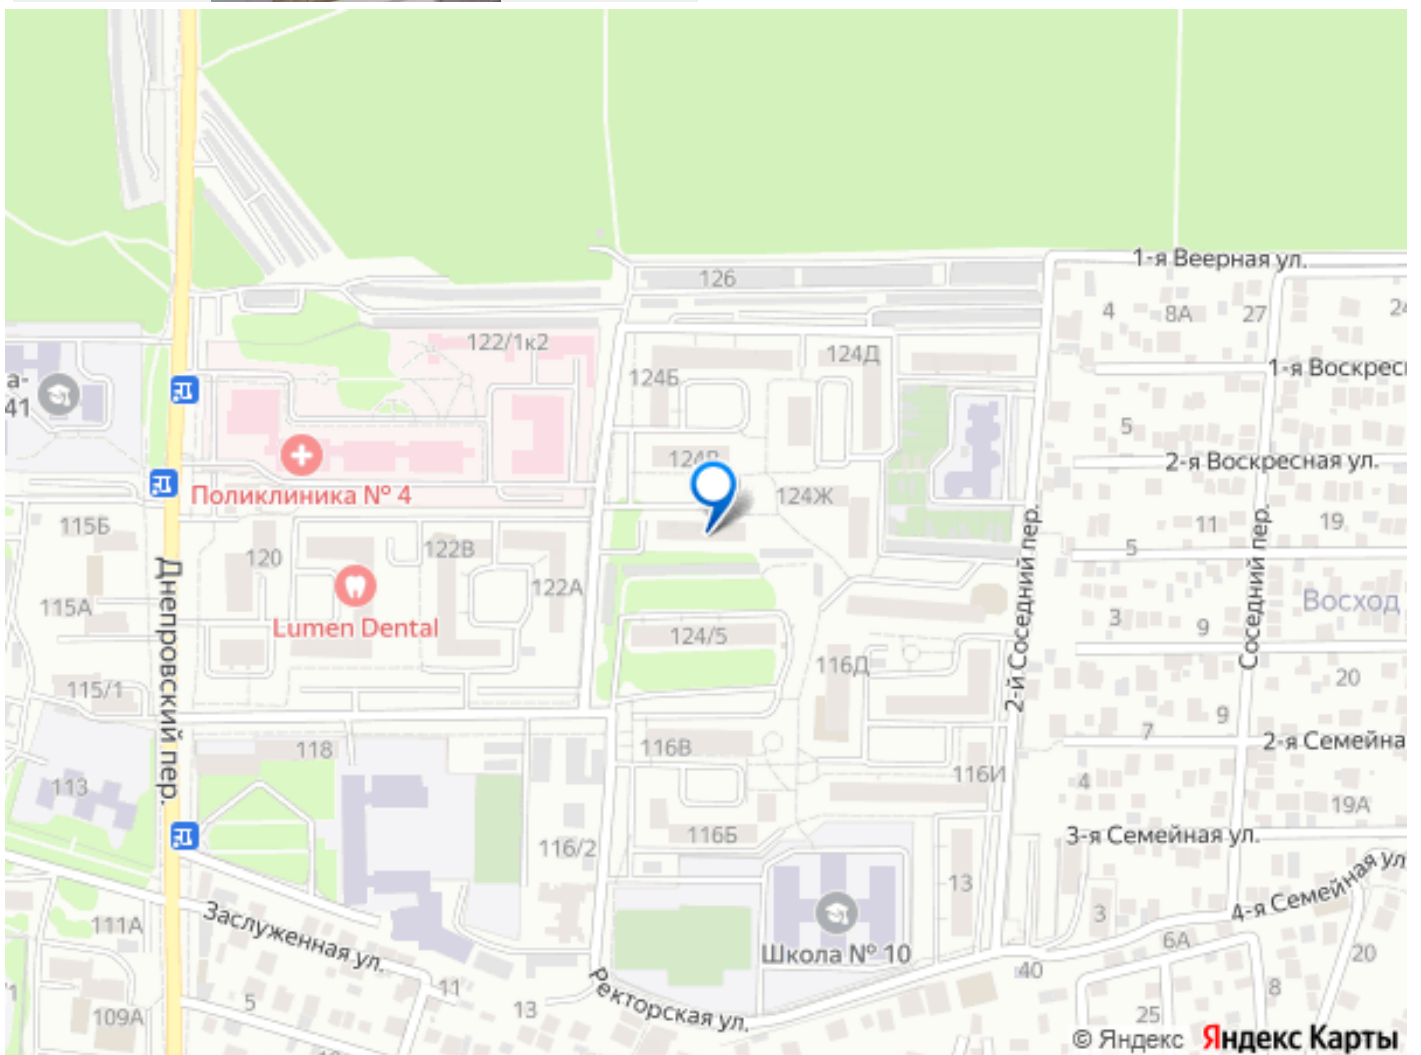 1-я Веерная ул.
126
4
8А
27
24
122/1к2
124Д
124Б
1-я Воскресн
а-
41
5
124В
2-я Воскресная ул.
Поликлиника № 4
124Ж
115Б
11
19
120
122В
5
122А
115А
Lumen Dental
Днепровский пер.
2-й Соседний пер.
Соседний пер.
Восход
3
9
124/5
116Д
20
115/1
9
7
118
116В
2-я Семейна
113
116И
4
19А
116Б
3-я Семейная ул.
116/2
13
4-я Семейная ул
111А
Заслуженная ул.
3
6А
Школа № 10
20
40
11
5
13
Ректорская ул.
8
109А
25
© Яндекс Яндекс Карты